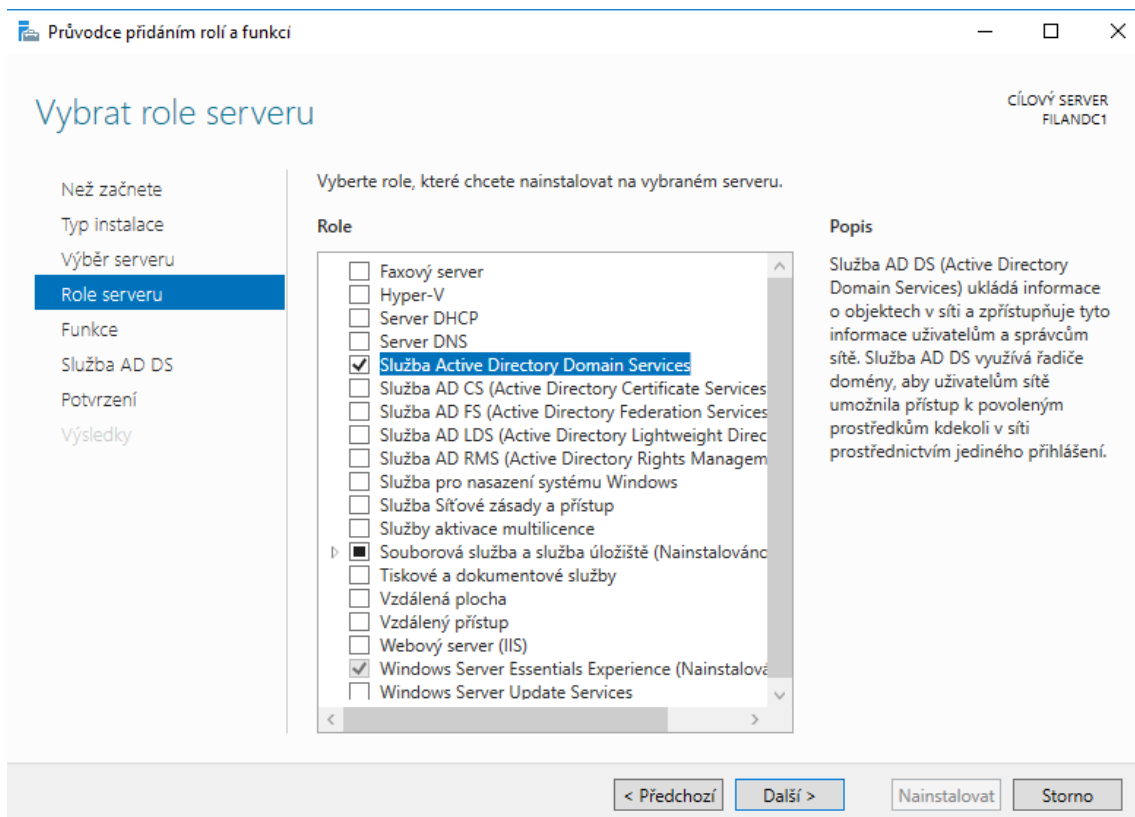 Průvodce přidáním rolí a funkcí
Vybrat role serveru
CÍLOVÝ SERVER
FILANDC1
Než začnete
Typ instalace
Výběr serveru
Role serveru
Funkce
Služba AD DS
Potvrzení
Výsledky
Vyberte role, které chcete nainstalovat na vybraném serveru.
Role
Faxový server
Hyper-V
Server DHCP
Server DNS
Služba Active Directory Domain Services
Služba AD CS (Active Directory Certificate Services
Služba AD FS (Active Directory Federation Services
Služba AD LDS (Active Directory Lightweight Direc
Služba AD RMS (Active Directory Rights Managem
Služba pro nasazení systému Windows
Služba Síťové zásady a přístup
Služby aktivace multilicence
Souborová služba a služba úložiště (Nainstalovánc
Tiskové a dokumentové služby
Vzdálená plocha
Vzdálený přístup
Webový server (IIS)
Windows Server Essentials Experience (Nainstalová
Windows Server Update Services
Popis
Služba AD DS (Active Directory
Domain Services) ukládá informace
o objektech v síti a zpřístupňuje tyto
informace uživatelům a správcům
sítě. Služba AD DS využívá řadiče
domény, aby uživatelům sítě
umožnila přístup k povoleným
prostředkům kdekoli v síti
prostřednictvím jediného přihlášení.
< Předchozí
Další >
Nainstalovat
Storno